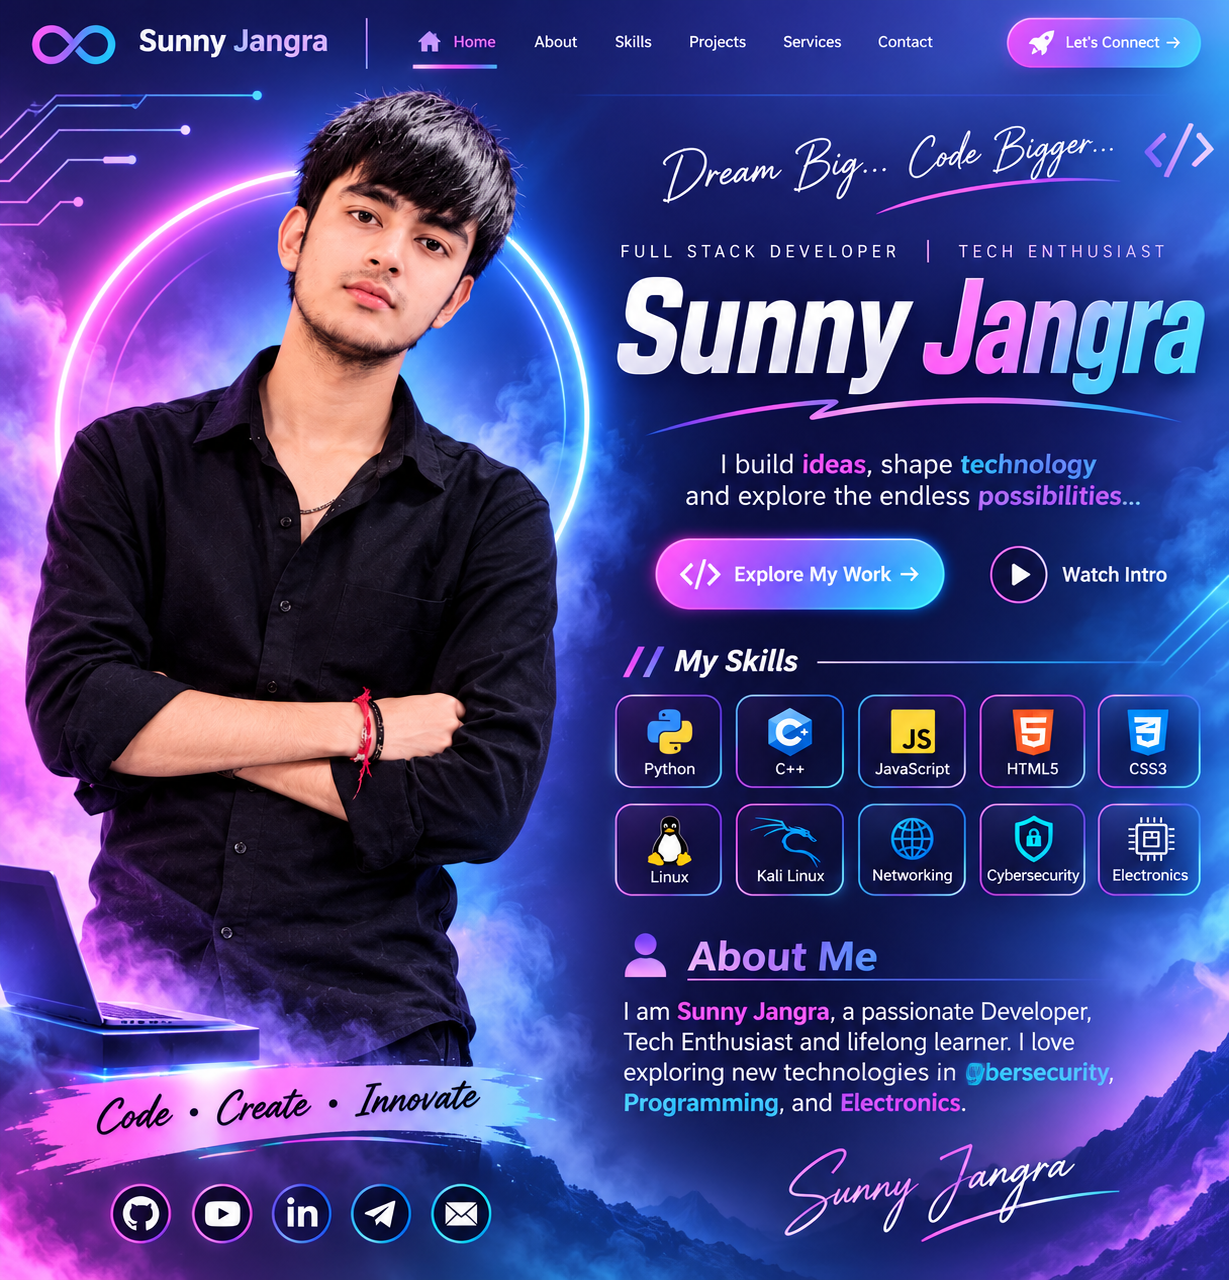 Sunny Jangra
Home
About
Skills
Projects
Services
Contact
Let's Connect →
Dream Big... Code Bigger...
</>
FULL STACK DEVELOPER | TECH ENTHUSIAST
Sunny Jangra
I build ideas, shape technology
and explore the endless possibilities...
</> Explore My Work →
Watch Intro
// My Skills
Python
C++
JS
JavaScript
5
HTML5
3
CSS3
Linux
Kali Linux
Networking
Cybersecurity
Electronics
About Me
I am Sunny Jangra, a passionate Developer,
Tech Enthusiast and lifelong learner. I love
exploring new technologies in bersecurity,
Programming, and Electronics.
Sunny Jangra
Code • Create • Innovate
in